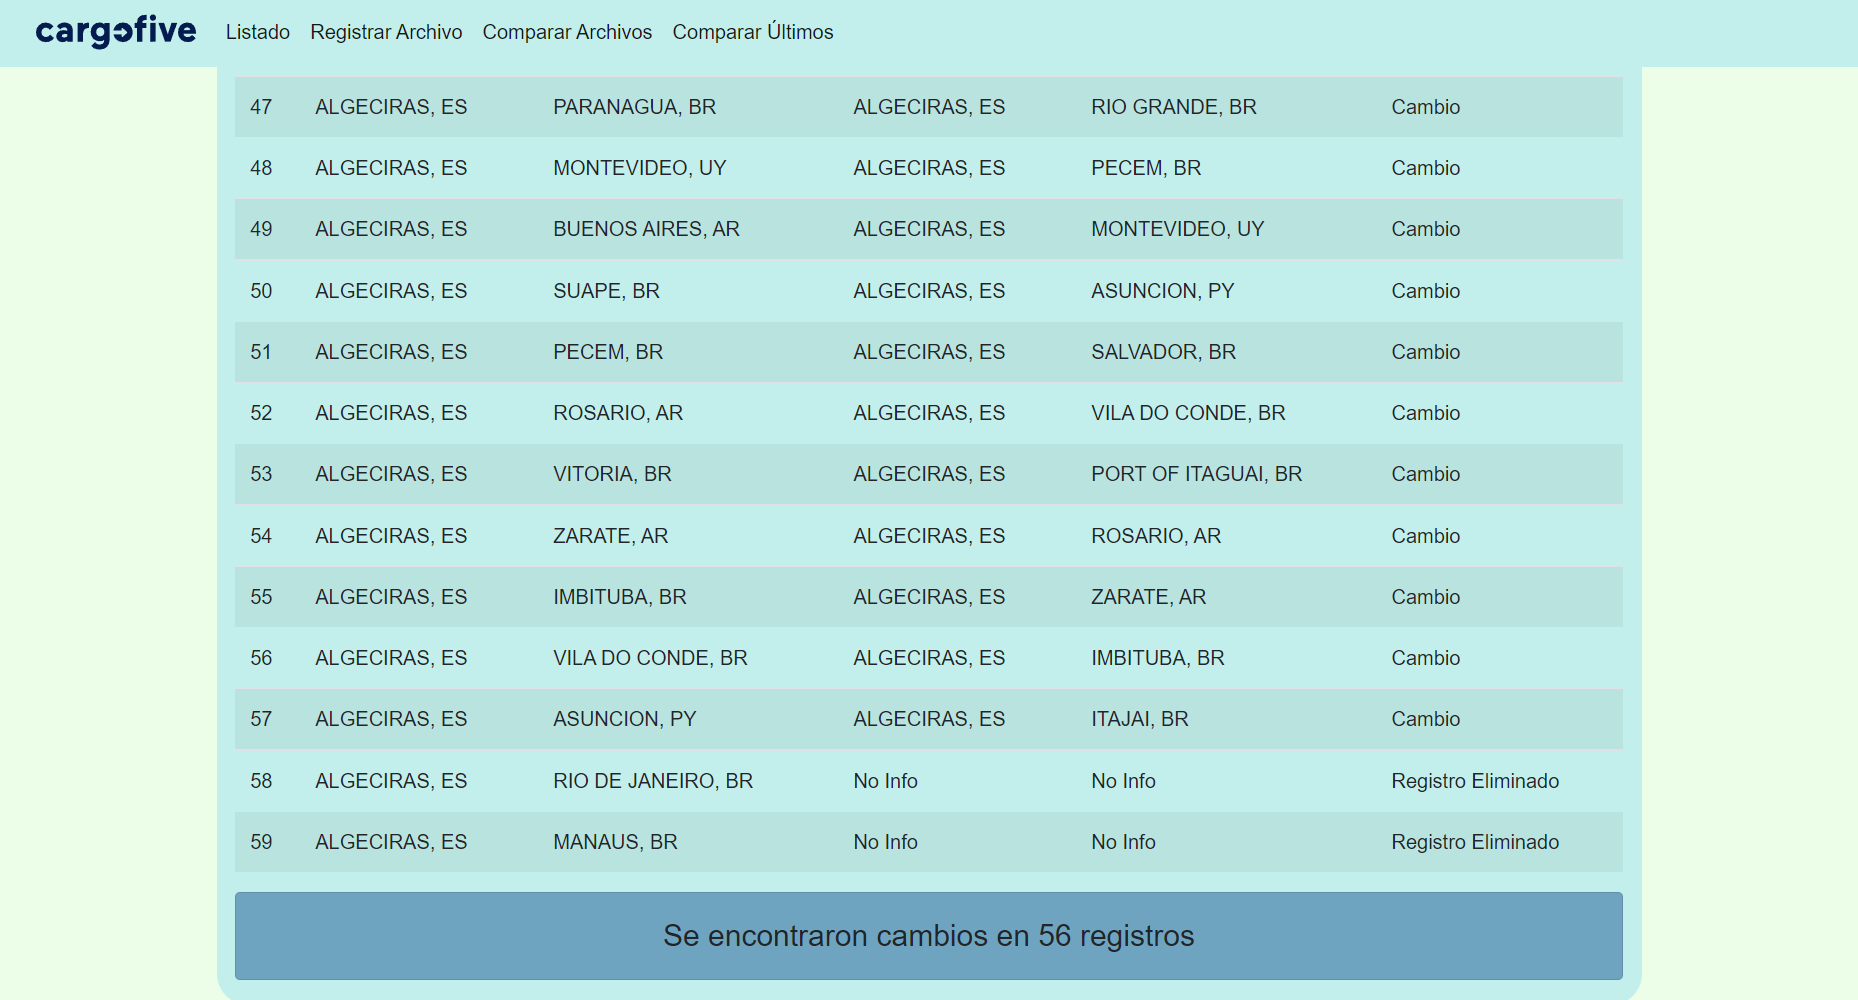 cargofive Listado Registrar Archivo Comparar Archivos Comparar Últimos
47 ALGECIRAS, ES PARANAGUA, BR ALGECIRAS, ES RIO GRANDE, BR Cambio
48 ALGECIRAS, ES MONTEVIDEO, UY ALGECIRAS, ES PECEM, BR Cambio
49 ALGECIRAS, ES BUENOS AIRES, AR ALGECIRAS, ES MONTEVIDEO, UY Cambio
50 ALGECIRAS, ES SUAPE, BR ALGECIRAS, ES ASUNCION, PY Cambio
51 ALGECIRAS, ES PECEM, BR ALGECIRAS, ES SALVADOR, BR Cambio
52 ALGECIRAS, ES ROSARIO, AR ALGECIRAS, ES VILA DO CONDE, BR Cambio
53 ALGECIRAS, ES VITORIA, BR ALGECIRAS, ES PORT OF ITAGUAI, BR Cambio
54 ALGECIRAS, ES ZARATE, AR ALGECIRAS, ES ROSARIO, AR Cambio
55 ALGECIRAS, ES IMBITUBA, BR ALGECIRAS, ES ZARATE, AR Cambio
56 ALGECIRAS, ES VILA DO CONDE, BR ALGECIRAS, ES IMBITUBA, BR Cambio
57 ALGECIRAS, ES ASUNCION, PY ALGECIRAS, ES ITAJAI, BR Cambio
58 ALGECIRAS, ES RIO DE JANEIRO, BR No Info No Info Registro Eliminado
59 ALGECIRAS, ES MANAUS, BR No Info No Info Registro Eliminado
Se encontraron cambios en 56 registros